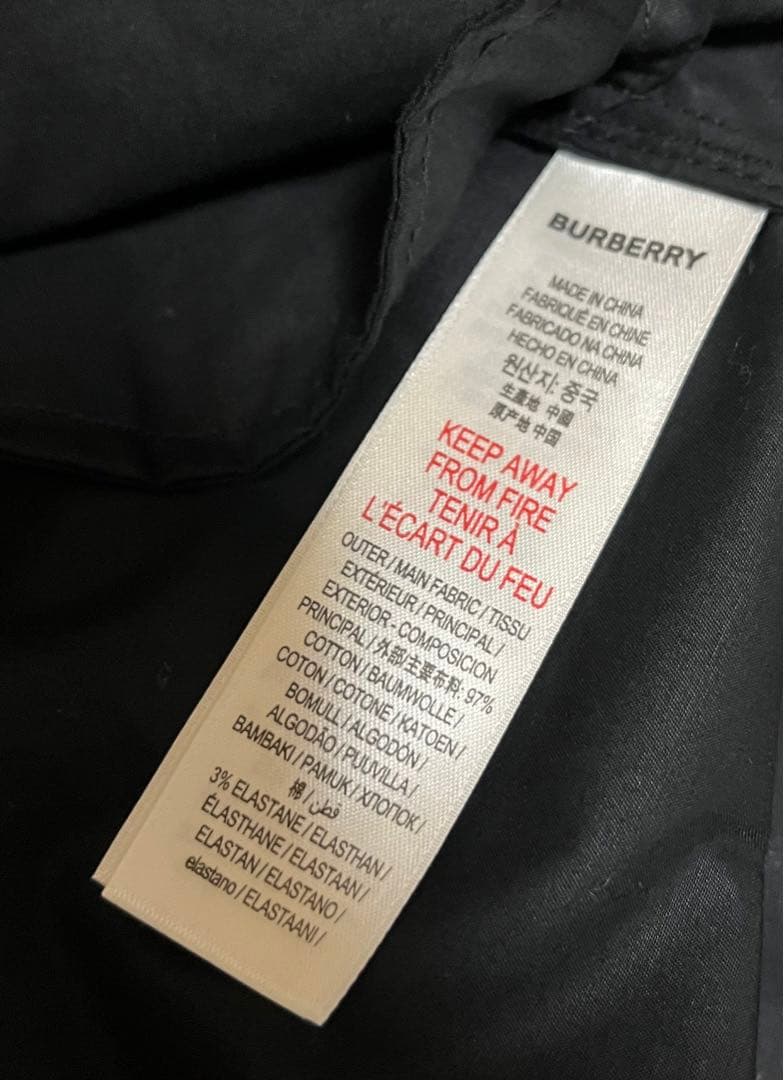 BURBERRY
MADE IN CHINA
FABRIQUÉ EN CHINE
FABRICADO NA CHINA
HECHO EN CHINA
원산지: 중국
生產地 中國
原产地 中国
KEEP AWAY
FROM FIRE
TENIR À
L'ÉCART DU FEU
OUTER / MAIN FABRIC / TISSU
EXTERIEUR / PRINCIPAL /
EXTERIOR - COMPOSICION
PRINCIPAL / 外部/主要布料: 97%
COTTON / BAUMWOLLE /
COTON / COTONE / KATOEN /
BOMULL / ALGODÓN /
ALGODÃO / PUUVILLA /
BAMBAKI / PAMUK / ХЛОПОК /
棉 / قطن
3% ELASTANE / ELASTHAN /
ÉLASTHANE / ELASTAAN /
ELASTAN / ELASTANO /
elastano / ELASTAANI /